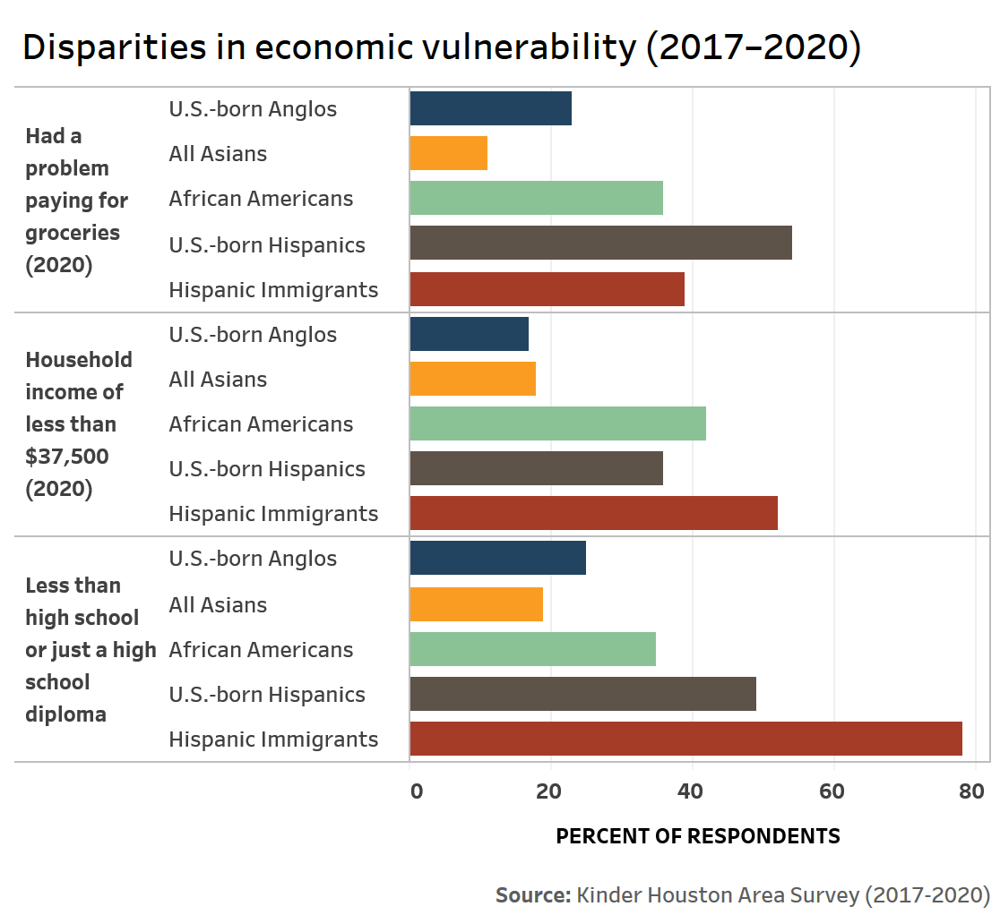 Disparities in economic vulnerability (2017–2020)
Had a
problem
paying for
groceries
(2020)
U.S.-born Anglos
All Asians
African Americans
U.S.-born Hispanics
Hispanic Immigrants
Household
income of
less than
$37,500
(2020)
U.S.-born Anglos
All Asians
African Americans
U.S.-born Hispanics
Hispanic Immigrants
Less than
high school
or just a high
school
diploma
U.S.-born Anglos
All Asians
African Americans
U.S.-born Hispanics
Hispanic Immigrants
0 20 40 60 80
PERCENT OF RESPONDENTS
Source: Kinder Houston Area Survey (2017-2020)